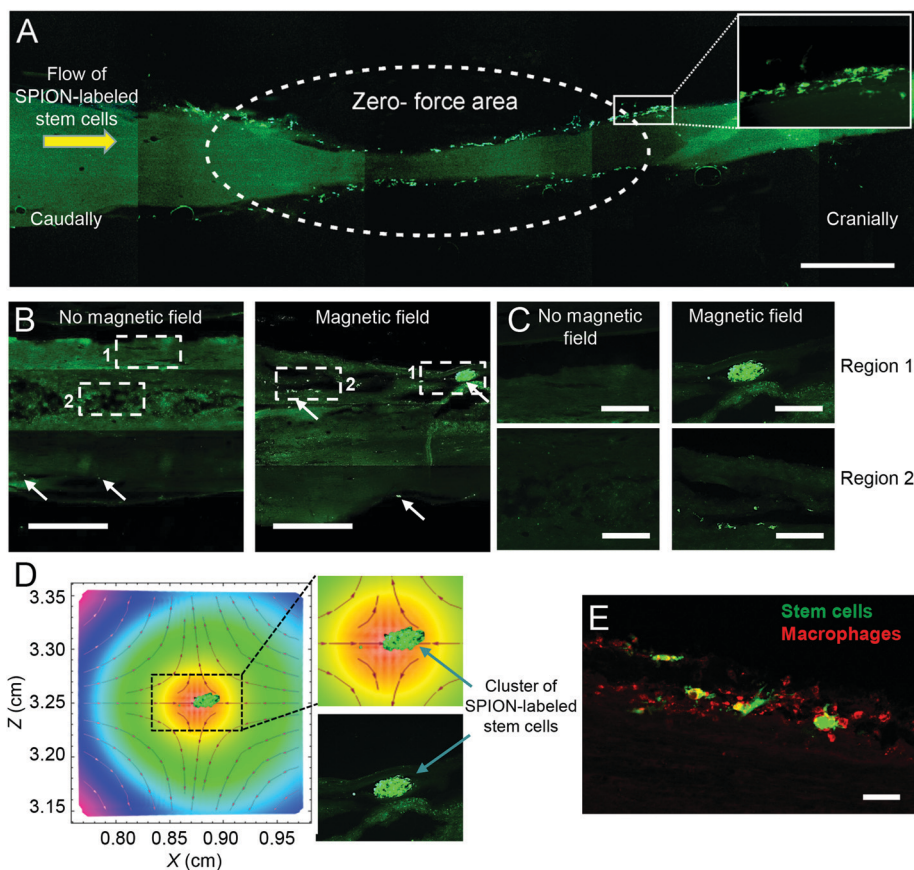 A
Flow of
SPION-labeled
stem cells
Zero- force area
Caudally
Cranially
B
No magnetic field
1
2
Magnetic field
2
1
C
No magnetic
field
Magnetic field
Region 1
Region 2
D
3.35
3.30
3.25
3.20
3.15
Z (cm)
0.80 0.85 0.90 0.95
X (cm)
Cluster of
SPION-labeled
stem cells
E
Stem cells
Macrophages